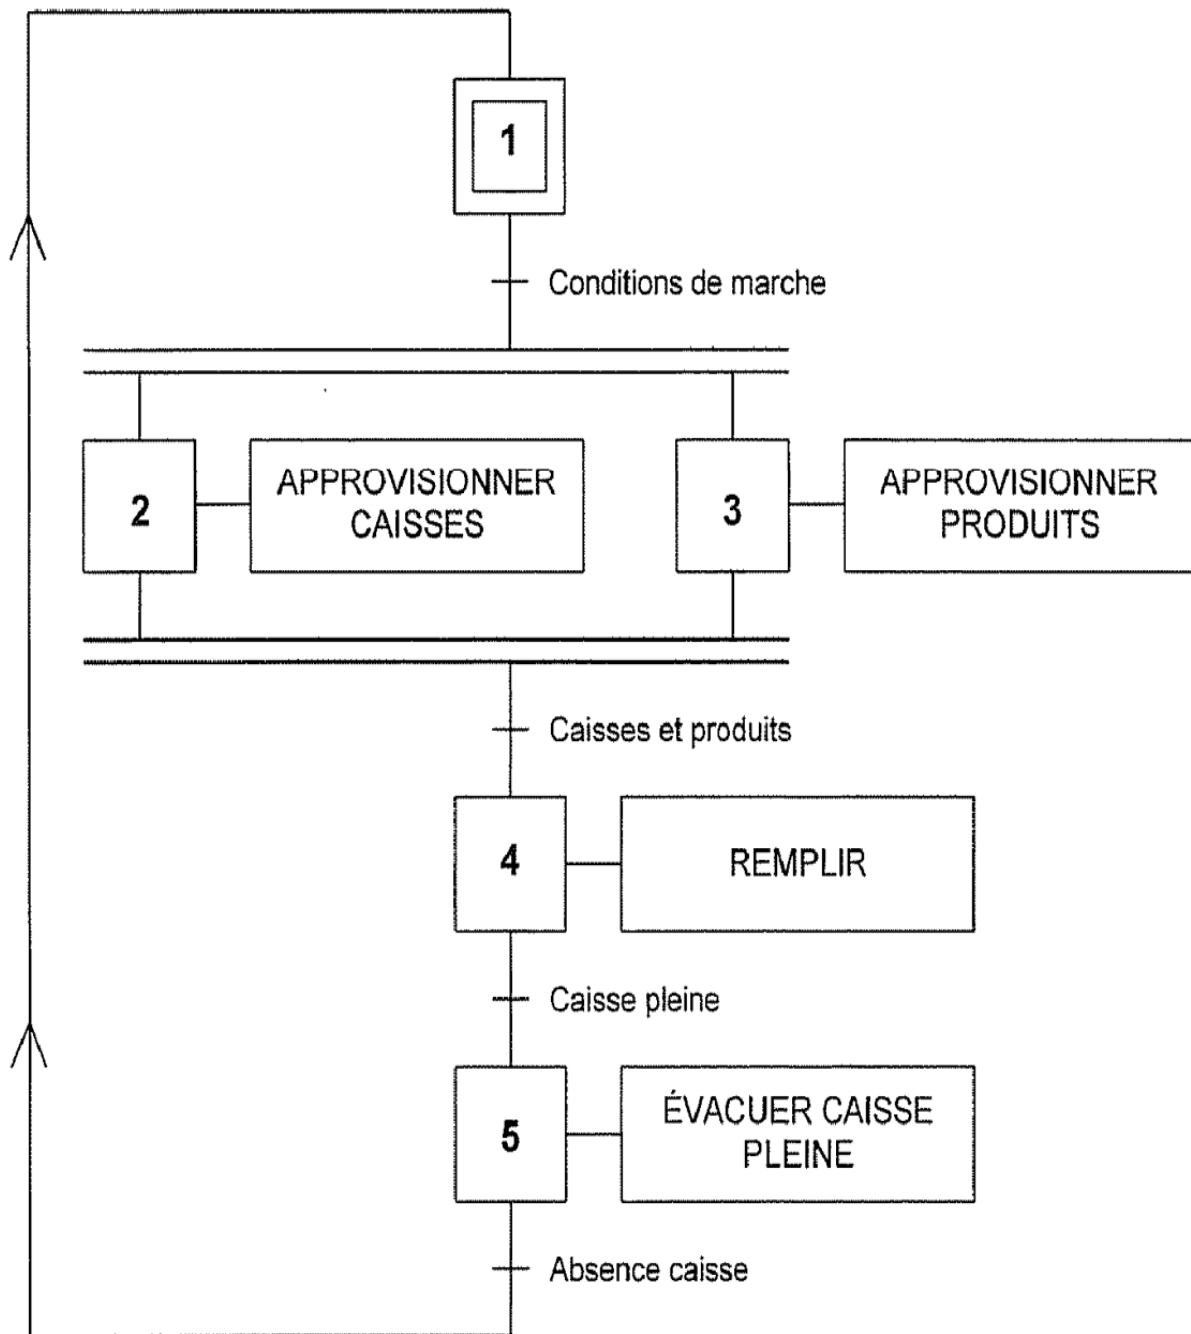 1
Conditions de marche
2
APPROVISIONNER
CAISSES
3
APPROVISIONNER
PRODUITS
Caisses et produits
4
REMPLIR
Caisse pleine
5
ÉVACUER CAISSE
PLEINE
Absence caisse